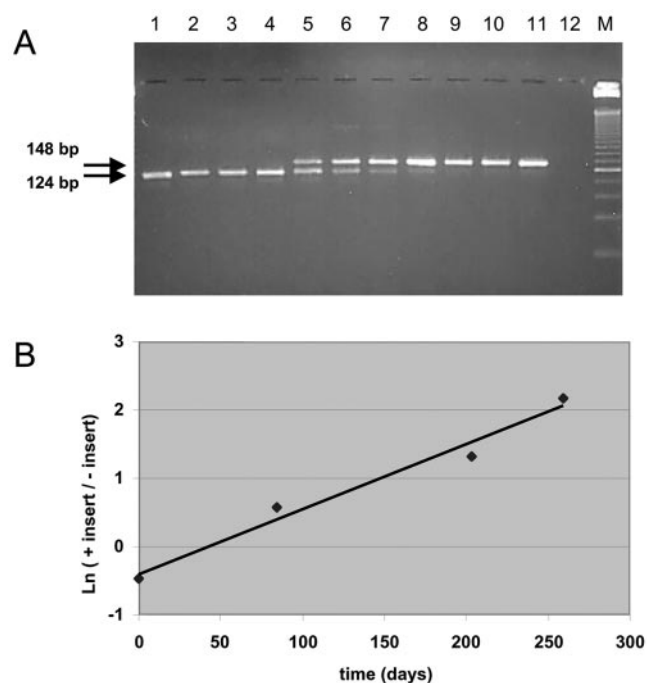 A
1 2 3 4 5 6 7 8 9 10 11 12 M
148 bp
124 bp
B
3
2
1
0
-1
Ln ( + insert / - insert)
0 50 100 150 200 250 300
time (days)